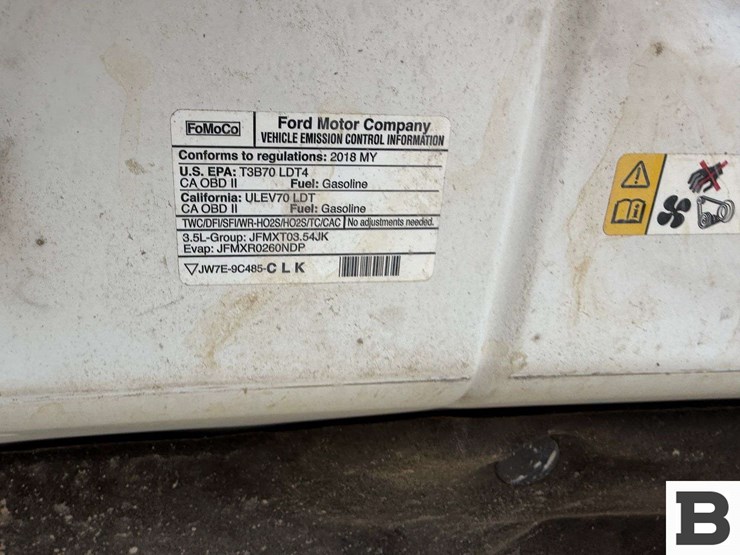 FoMoCo
Ford Motor Company
VEHICLE EMISSION CONTROL INFORMATION
Conforms to regulations: 2018 MY
U.S. EPA: T3B70 LDT4
CA OBD II Fuel: Gasoline
California: ULEV70 LDT
CA OBD II Fuel: Gasoline
TWC/DFI/SFI/WR-HO2S/HO2S/TC/CAC No adjustments needed.
3.5L-Group: JFMXT03.54JK
Evap: JFMXR0260NDP
JW7E-9C485-C L K
B